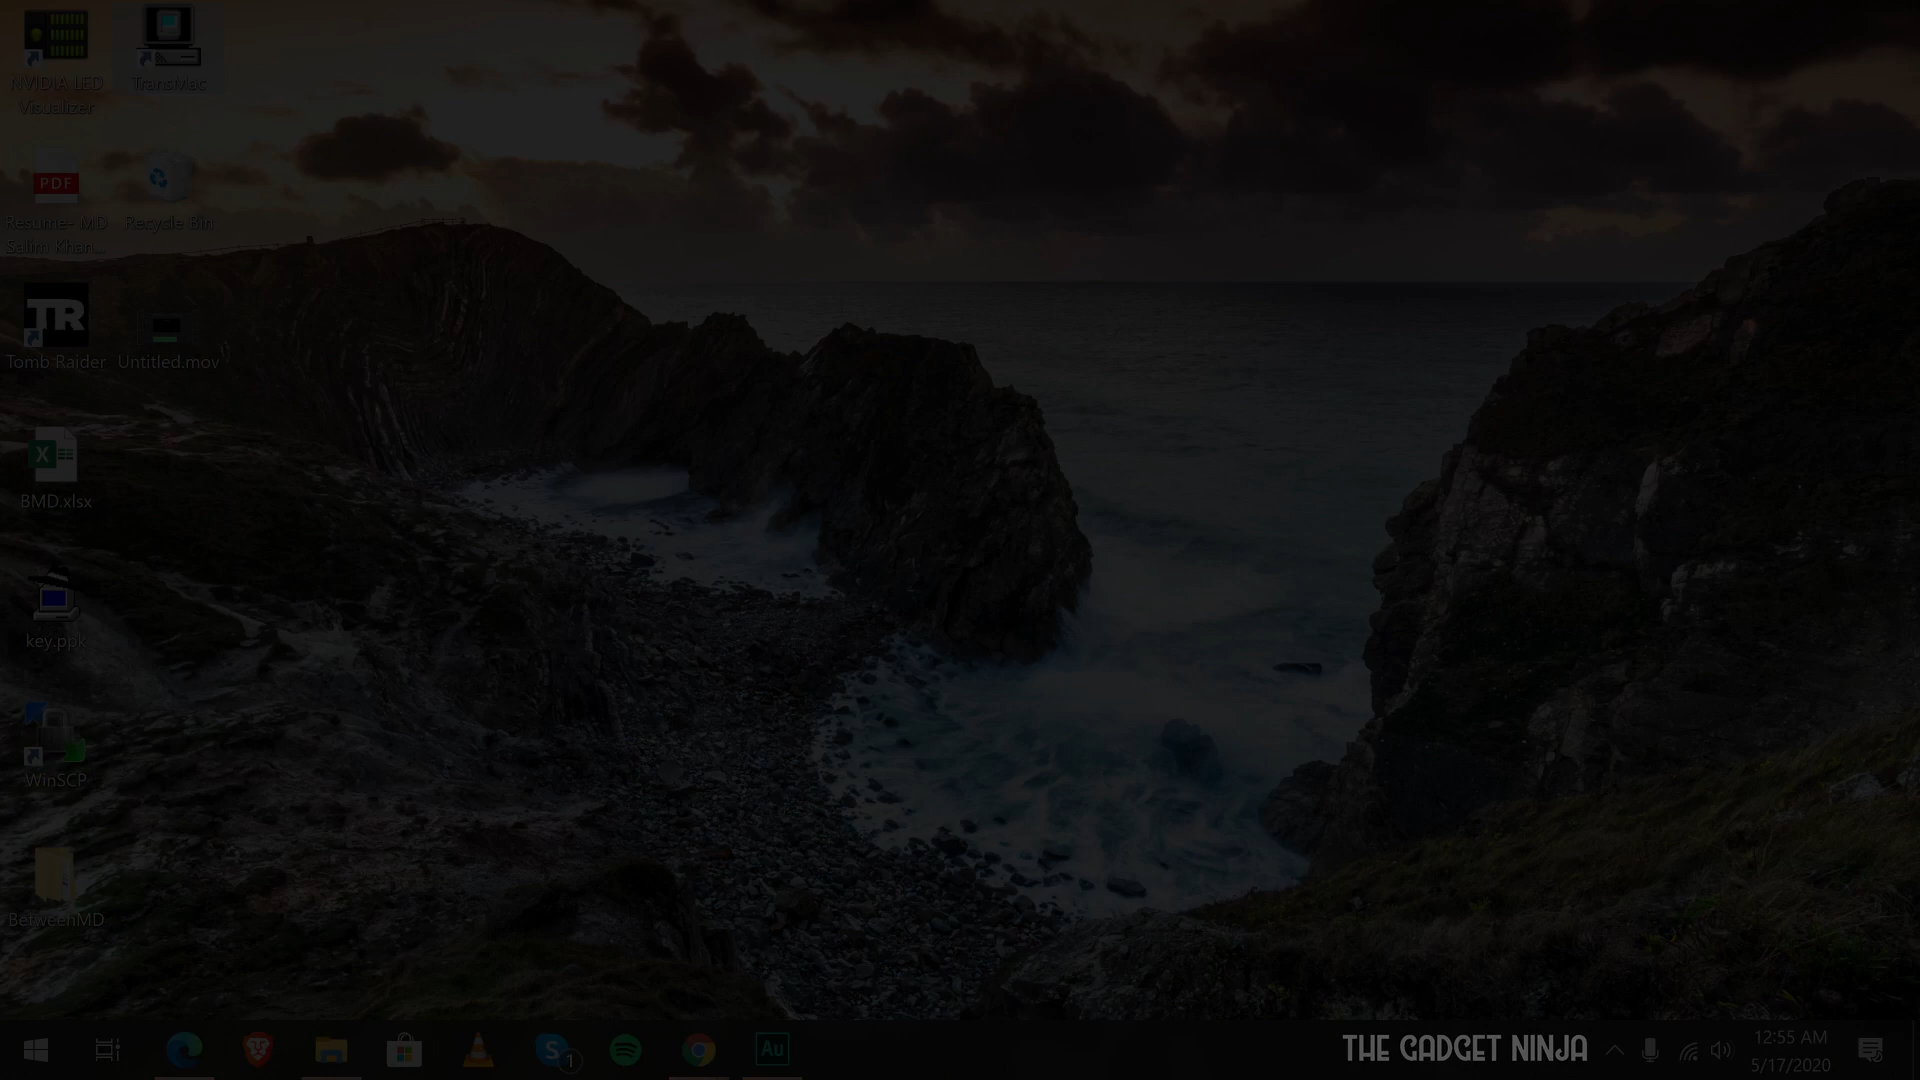 NVIDIA LED
Visualizer
TransMac
PDF
Resume- MD
Salim Khan...
Recycle Bin
TR
Tomb Raider
Untitled.mov
X
BMD.xlsx
key.ppk
WinSCP
BetweenMD
S
1
Au
THE GADGET NINJA
12:55 AM
5/17/2020